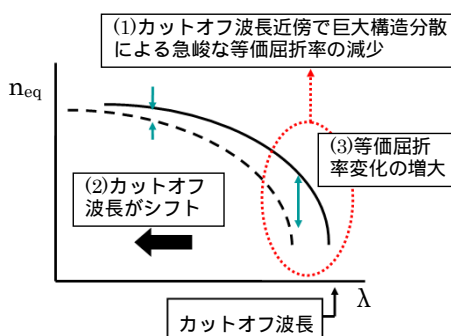 (1)カットオフ波長近傍で巨大構造分散
による急峻な等価屈折率の減少
neq
(3)等価屈折
率変化の増大
(2)カットオフ
波長がシフト
λ
カットオフ波長